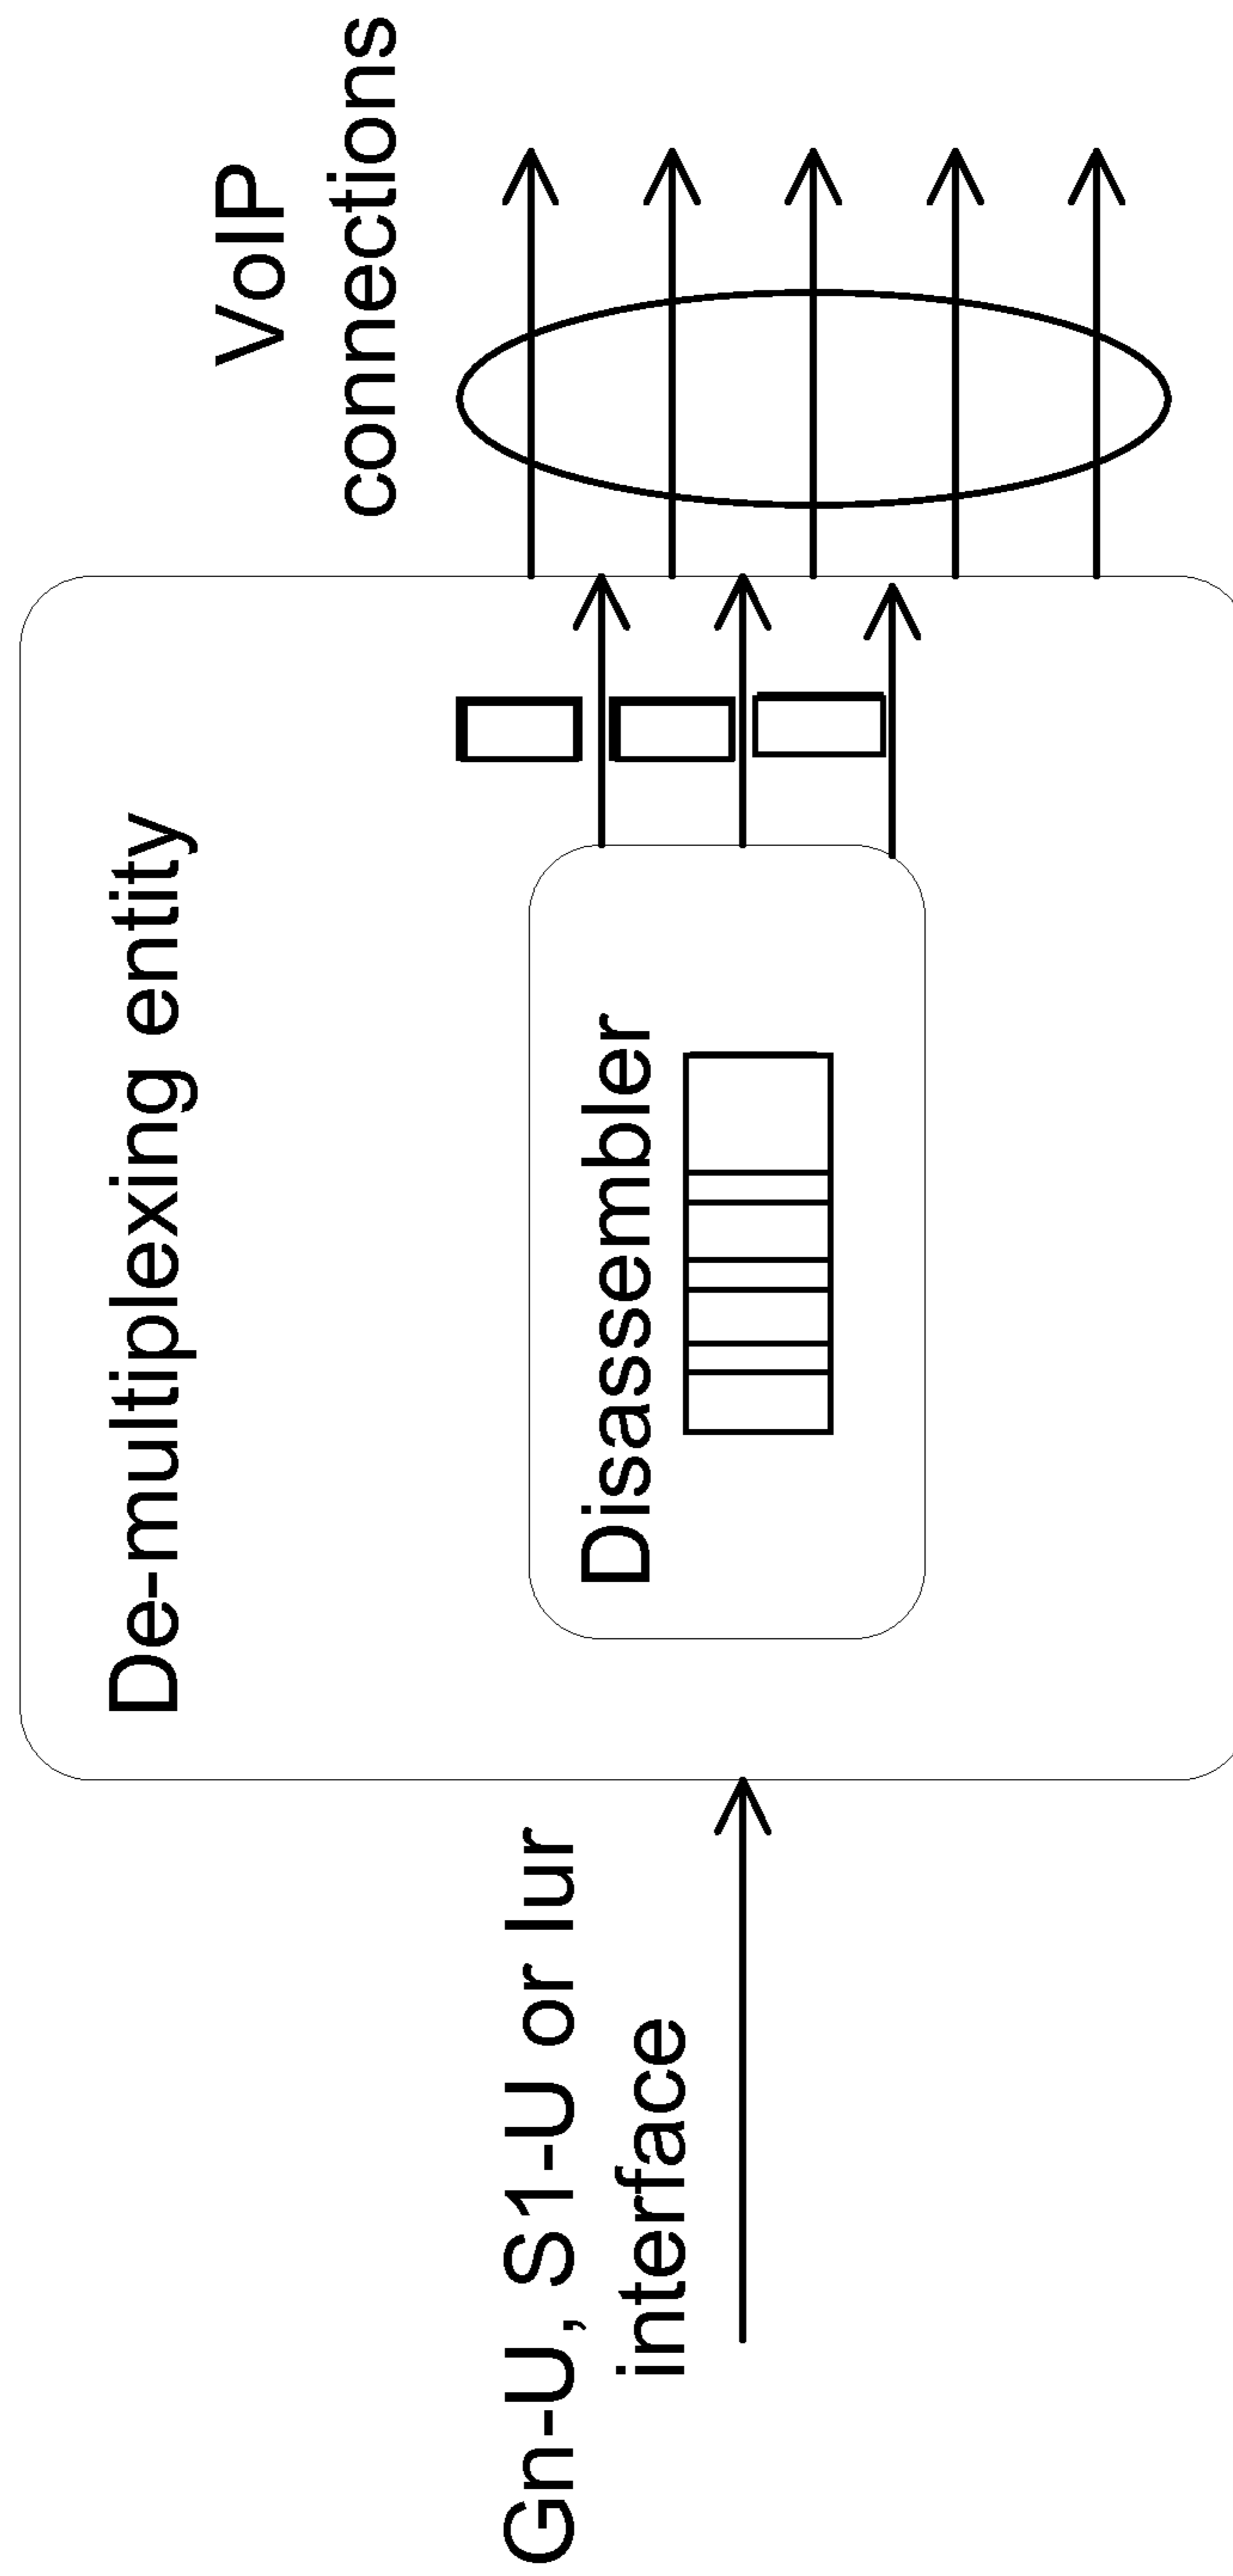 De-multiplexing entity
VoIP
connections
Disassembler
Gn-U, S1-U or Iur
interface